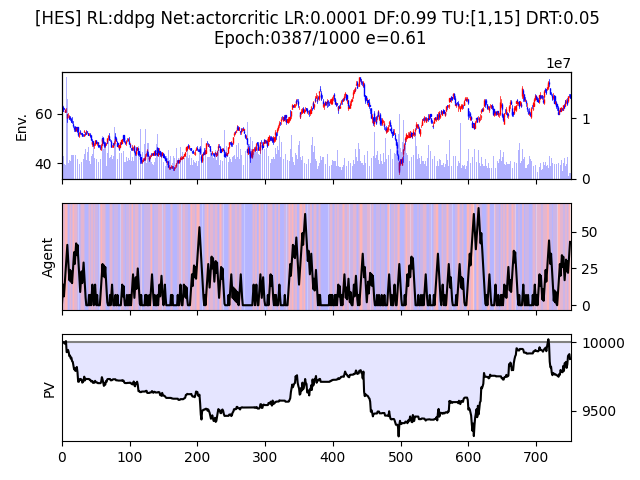 [HES] RL:ddpg Net:actorcritic LR:0.0001 DF:0.99 TU:[1,15] DRT:0.05
Epoch:0387/1000 e=0.61
1e7
Env.
60
40
1
0
Agent
50
25
0
PV
10000
9500
0 100 200 300 400 500 600 700